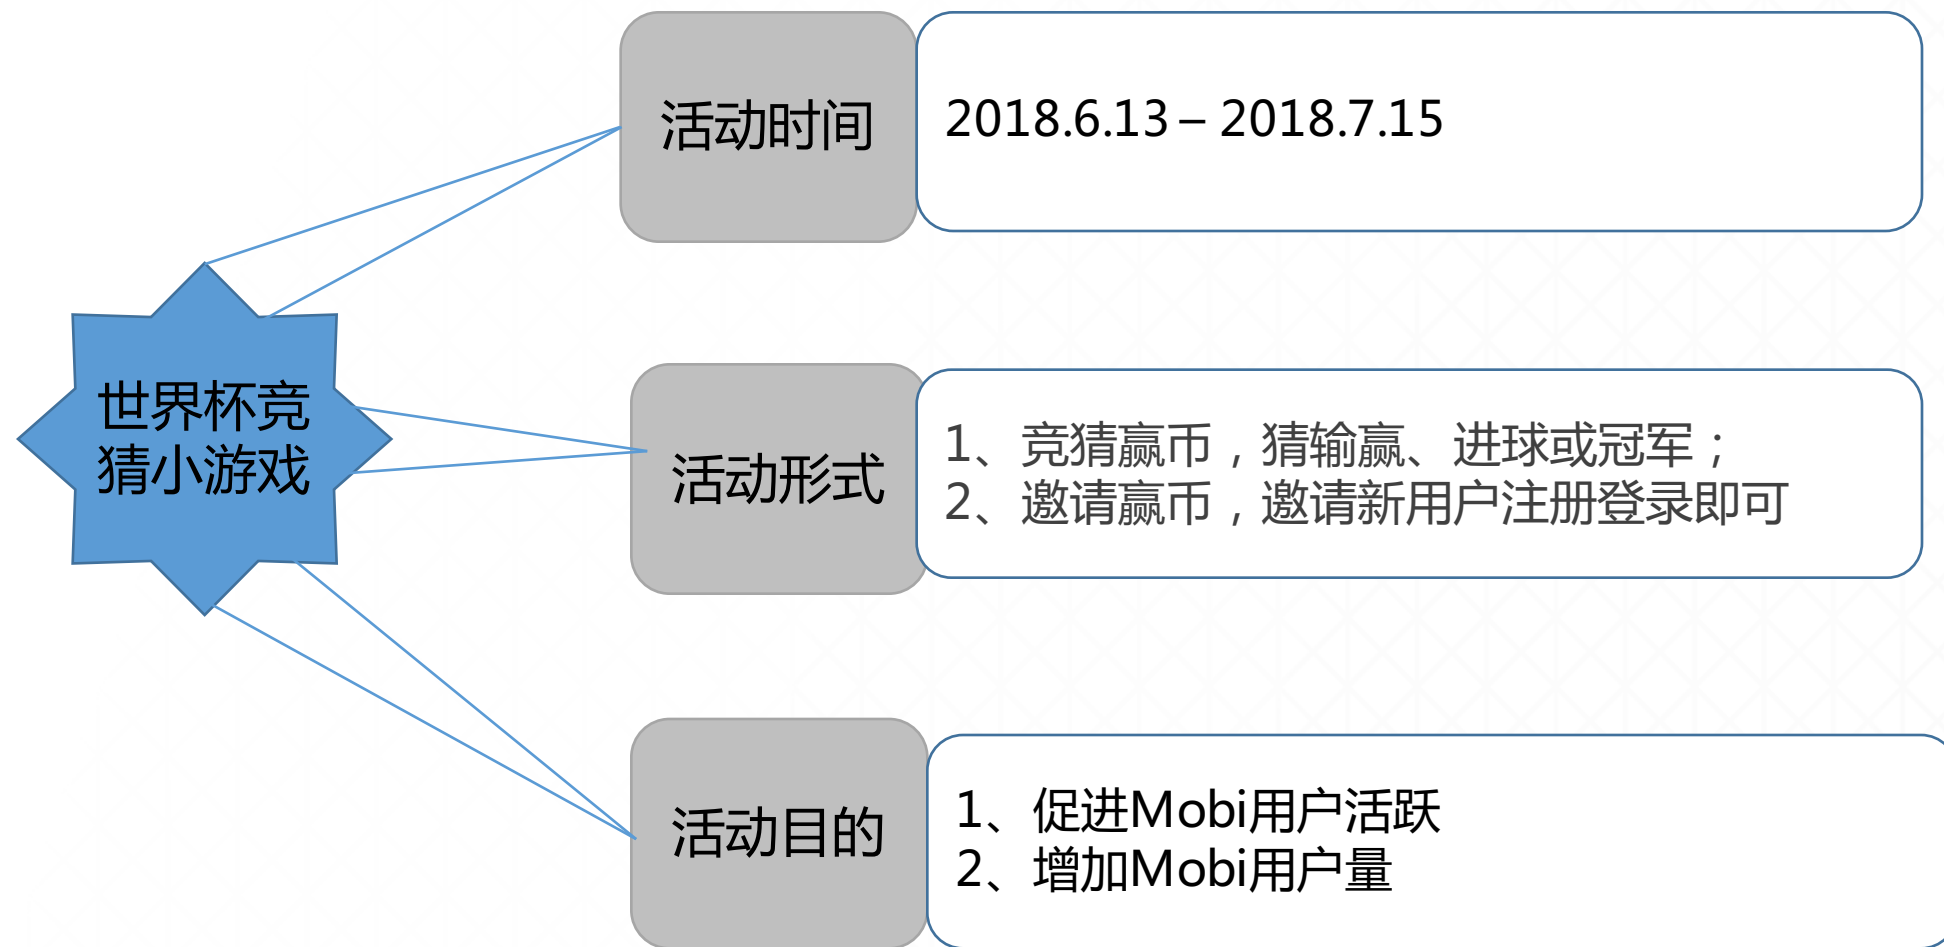 活动时间
2018.6.13 – 2018.7.15
世界杯竞
猜小游戏
活动形式
1、竞猜赢币，猜输赢、进球或冠军；
2、邀请赢币，邀请新用户注册登录即可
活动目的
1、促进Mobi用户活跃
2、增加Mobi用户量